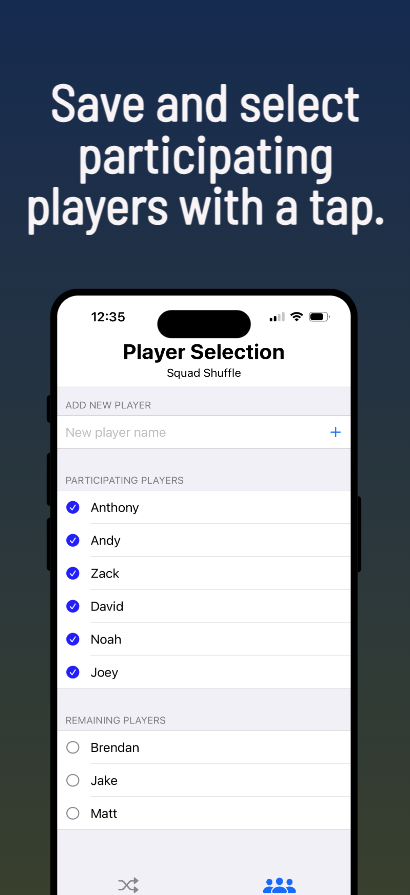 Save and select
participating
players with a tap.
12:35
Player Selection
Squad Shuffle
ADD NEW PLAYER
New player name
PARTICIPATING PLAYERS
Anthony
Andy
Zack
David
Noah
Joey
REMAINING PLAYERS
Brendan
Jake
Matt